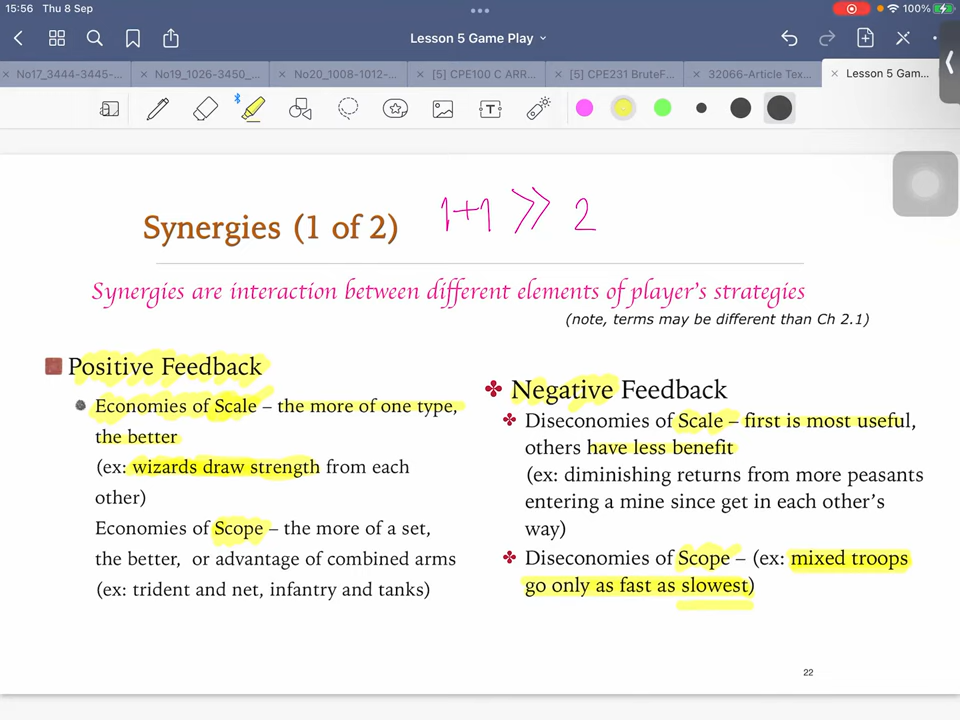 15:56 Thu 8 Sep
100%
Lesson 5 Game Play
No17_3444-3445-...
No19_1026-3450_...
No20_1008-1012-...
[5] CPE100 C ARR...
[5] CPE231 BruteF...
32066-Article Tex...
Lesson 5 Gam...
T
Synergies (1 of 2) 1+1 >> 2
Synergies are interaction between different elements of player's strategies
(note, terms may be different than Ch 2.1)
Positive Feedback
Economies of Scale – the more of one type,
the better
(ex: wizards draw strength from each
other)
Economies of Scope – the more of a set,
the better, or advantage of combined arms
(ex: trident and net, infantry and tanks)
Negative Feedback
Diseconomies of Scale – first is most useful,
others have less benefit
(ex: diminishing returns from more peasants
entering a mine since get in each other's
way)
Diseconomies of Scope – (ex: mixed troops
go only as fast as slowest)
22